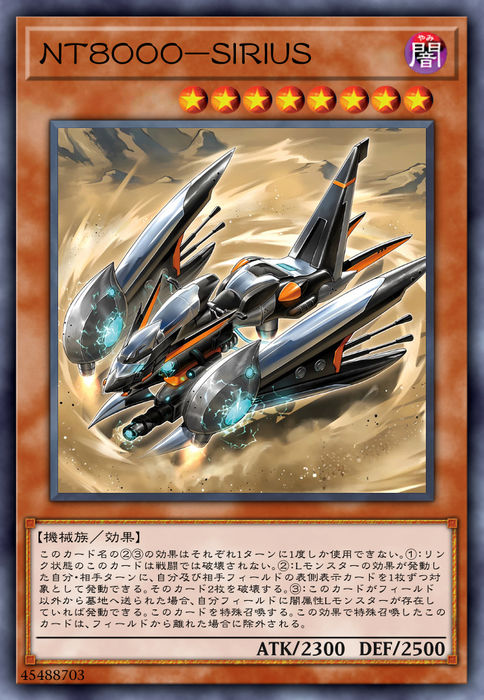 NT8000－SIRIUS
やみ
闇
【機械族／効果】
このカード名の②③の効果はそれぞれ1ターンに1度しか使用できない。①：リン
ク状態のこのカードは戦闘では破壊されない。②：Lモンスターの効果が発動し
た自分・相手ターンに、自分及び相手フィールドの表側表示カードを1枚ずつ対
象として発動できる。そのカード2枚を破壊する。③：このカードがフィールド
以外から墓地へ送られた場合、自分フィールドに闇属性Lモンスターが存在し
ていれば発動できる。このカードを特殊召喚する。この効果で特殊召喚したこの
カードは、フィールドから離れた場合に除外される。
ATK/2300 DEF/2500
45488703